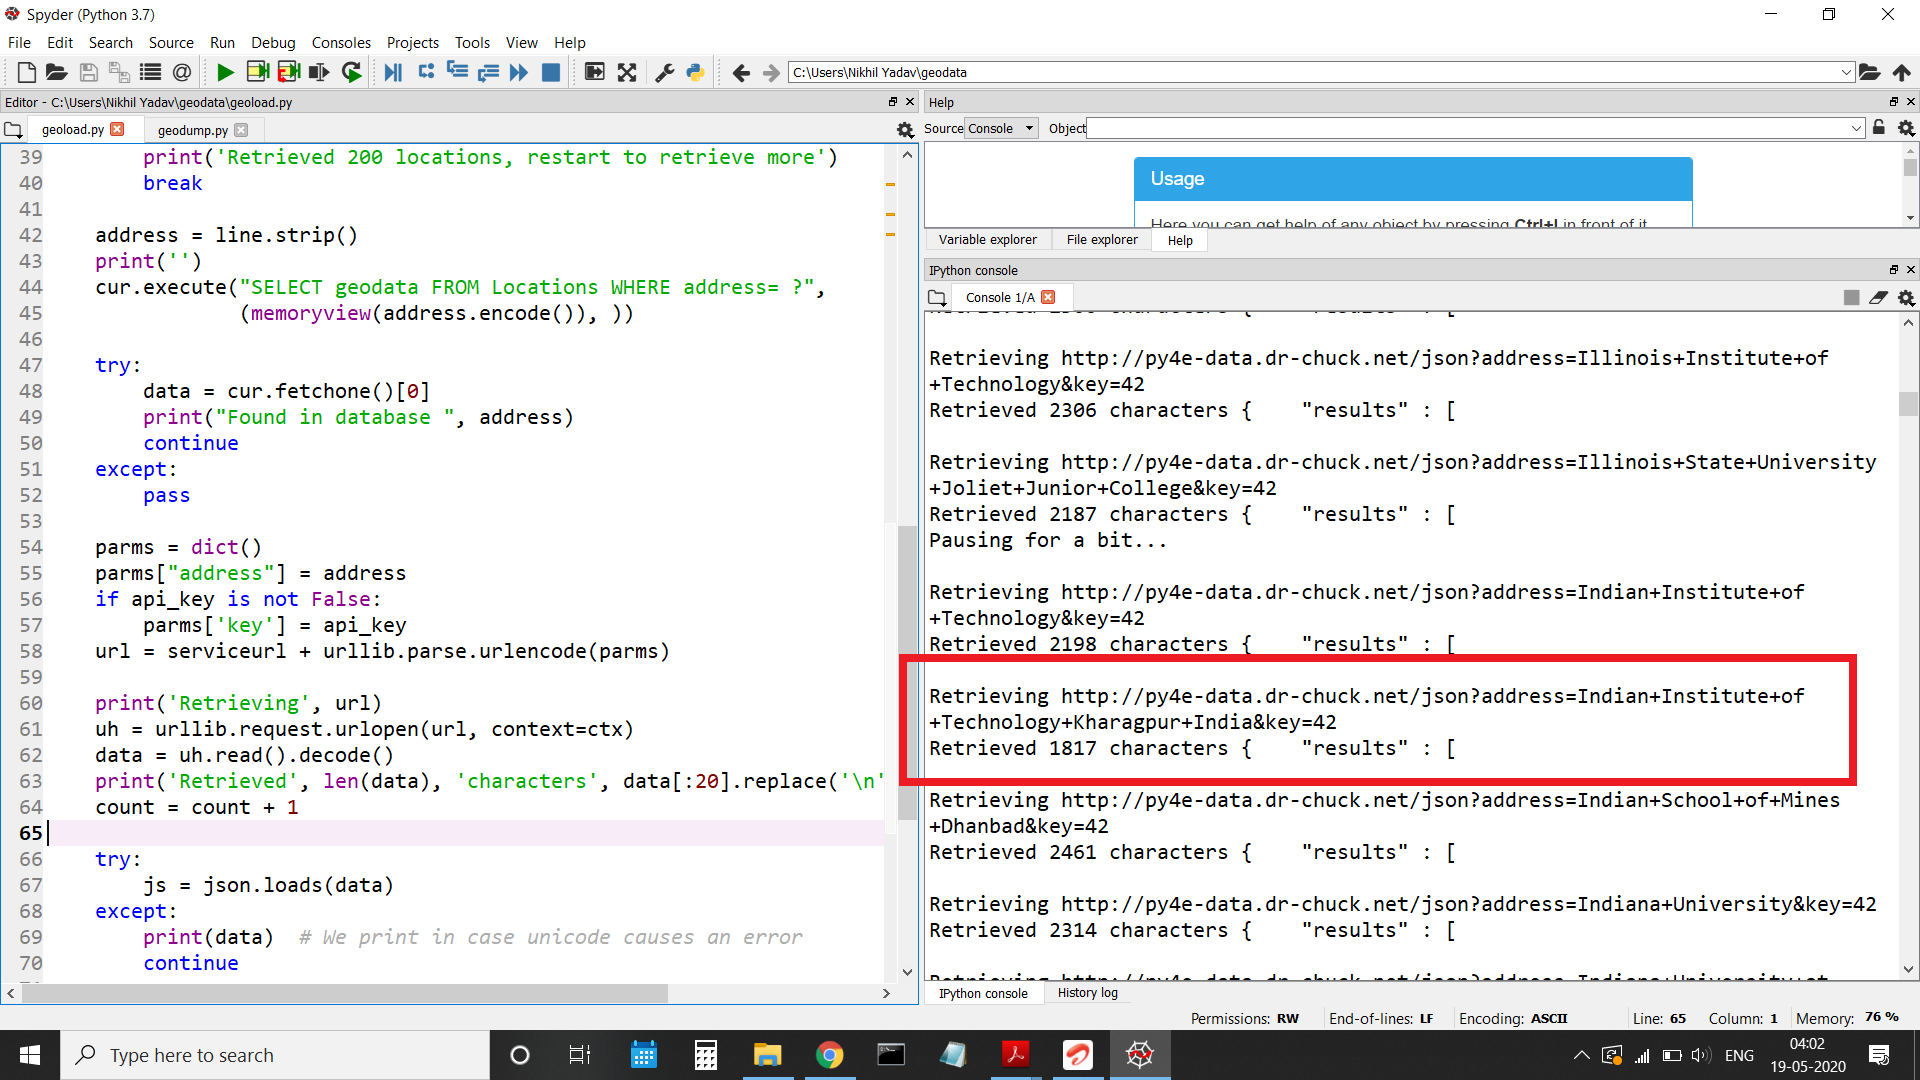 Spyder (Python 3.7)
File Edit Search Source Run Debug Consoles Projects Tools View Help
C:\Users\Nikhil Yadav\geodata
Editor - C:\Users\Nikhil Yadav\geodata\geoload.py
geoload.py geodump.py
39 print('Retrieved 200 locations, restart to retrieve more')
40 break
41
42 address = line.strip()
43 print('')
44 cur.execute("SELECT geodata FROM Locations WHERE address= ?",
45 (memoryview(address.encode()), ))
46
47 try:
48 data = cur.fetchone()[0]
49 print("Found in database ", address)
50 continue
51 except:
52 pass
53
54 parms = dict()
55 parms["address"] = address
56 if api_key is not False:
57 parms['key'] = api_key
58 url = serviceurl + urllib.parse.urlencode(parms)
59
60 print('Retrieving', url)
61 uh = urllib.request.urlopen(url, context=ctx)
62 data = uh.read().decode()
63 print('Retrieved', len(data), 'characters', data[:20].replace('\n'
64 count = count + 1
65
66 try:
67 js = json.loads(data)
68 except:
69 print(data) # We print in case unicode causes an error
70 continue
Help
Source Console Object
Usage
Here you can get help of any object by pressing Ctrl+I in front of it
Variable explorer File explorer Help
IPython console
Console 1/A
Retrieving http://py4e-data.dr-chuck.net/json?address=Illinois+Institute+of
+Technology&key=42
Retrieved 2306 characters { "results" : [
Retrieving http://py4e-data.dr-chuck.net/json?address=Illinois+State+University
+Joliet+Junior+College&key=42
Retrieved 2187 characters { "results" : [
Pausing for a bit...
Retrieving http://py4e-data.dr-chuck.net/json?address=Indian+Institute+of
+Technology&key=42
Retrieved 2198 characters { "results" : [
Retrieving http://py4e-data.dr-chuck.net/json?address=Indian+Institute+of
+Technology+Kharagpur+India&key=42
Retrieved 1817 characters { "results" : [
Retrieving http://py4e-data.dr-chuck.net/json?address=Indian+School+of+Mines
+Dhanbad&key=42
Retrieved 2461 characters { "results" : [
Retrieving http://py4e-data.dr-chuck.net/json?address=Indiana+University&key=42
Retrieved 2314 characters { "results" : [
Retrieving http://py4e-data.dr-chuck.net/json?address=Indiana+University+at
IPython console History log
Permissions: RW End-of-lines: LF Encoding: ASCII Line: 65 Column: 1 Memory: 76 %
Type here to search
ENG
04:02
19-05-2020